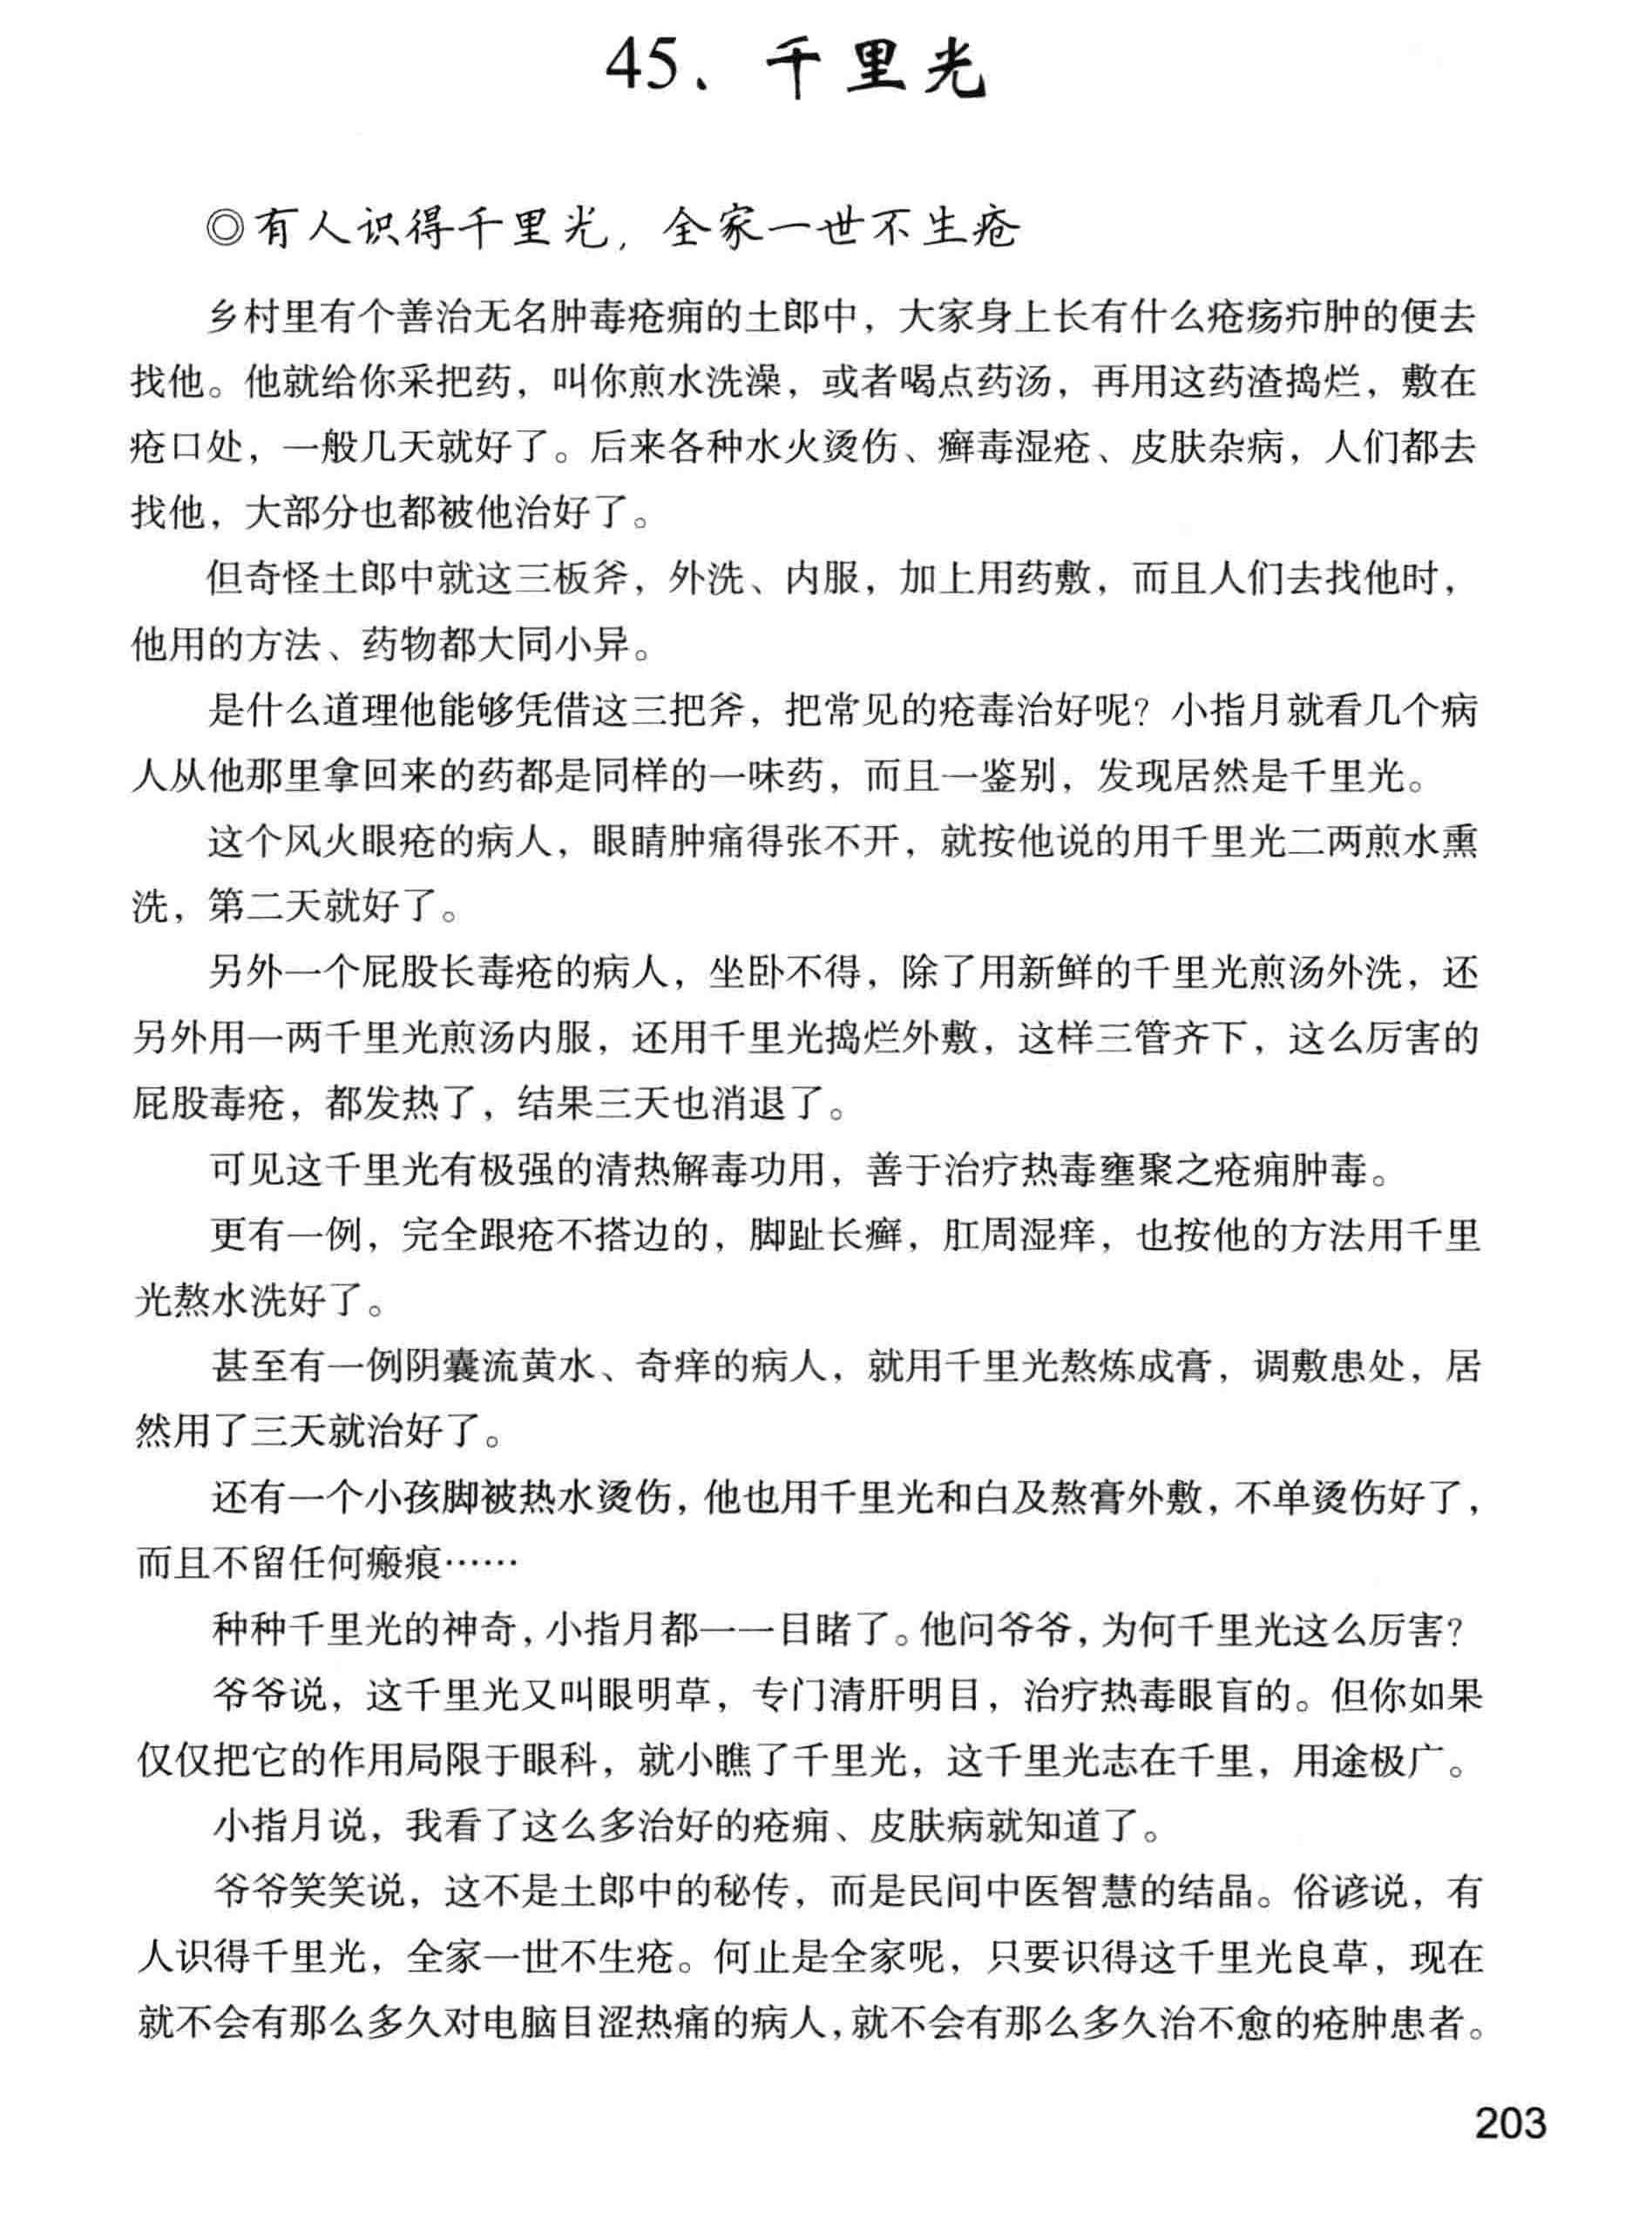 45、千里光
◎有人识得千里光，全家一世不生疮
乡村里有个善治无名肿毒疮痈的土郎中，大家身上长有什么疮疡疖肿的便去
找他。他就给你采把药，叫你煎水洗澡，或者喝点药汤，再用这药渣捣烂，敷在
疮口处，一般几天就好了。后来各种水火烫伤、癣毒湿疮、皮肤杂病，人们都去
找他，大部分也都被他治好了。
但奇怪土郎中就这三板斧，外洗、内服，加上用药敷，而且人们去找他时，
他用的方法、药物都大同小异。
是什么道理他能够凭借这三把斧，把常见的疮毒治好呢？小指月就看几个病
人从他那里拿回来的药都是同样的一味药，而且一鉴别，发现居然是千里光。
这个风火眼疮的病人，眼睛肿痛得张不开，就按他说的用千里光二两煎水熏
洗，第二天就好了。
另外一个屁股长毒疮的病人，坐卧不得，除了用新鲜的千里光煎汤外洗，还
另外用一两千里光煎汤内服，还用千里光捣烂外敷，这样三管齐下，这么厉害的
屁股毒疮，都发热了，结果三天也消退了。
可见这千里光有极强的清热解毒功用，善于治疗热毒壅聚之疮痈肿毒。
更有一例，完全跟疮不搭边的，脚趾长癣，肛周湿痒，也按他的方法用千里
光熬水洗好了。
甚至有一例阴囊流黄水、奇痒的病人，就用千里光熬炼成膏，调敷患处，居
然用了三天就治好了。
还有一个小孩脚被热水烫伤，他也用千里光和白及熬膏外敷，不单烫伤好了，
而且不留任何瘢痕……
种种千里光的神奇，小指月都一一目睹了。他问爷爷，为何千里光这么厉害？
爷爷说，这千里光又叫眼明草，专门清肝明目，治疗热毒眼盲的。但你如果
仅仅把它的作用局限于眼科，就小瞧了千里光，这千里光志在千里，用途极广。
小指月说，我看了这么多治好的疮痈、皮肤病就知道了。
爷爷笑笑说，这不是土郎中的秘传，而是民间中医智慧的结晶。俗谚说，有
人识得千里光，全家一世不生疮。何止是全家呢，只要识得这千里光良草，现在
就不会有那么多久对电脑目涩热痛的病人，就不会有那么多久治不愈的疮肿患者。
203